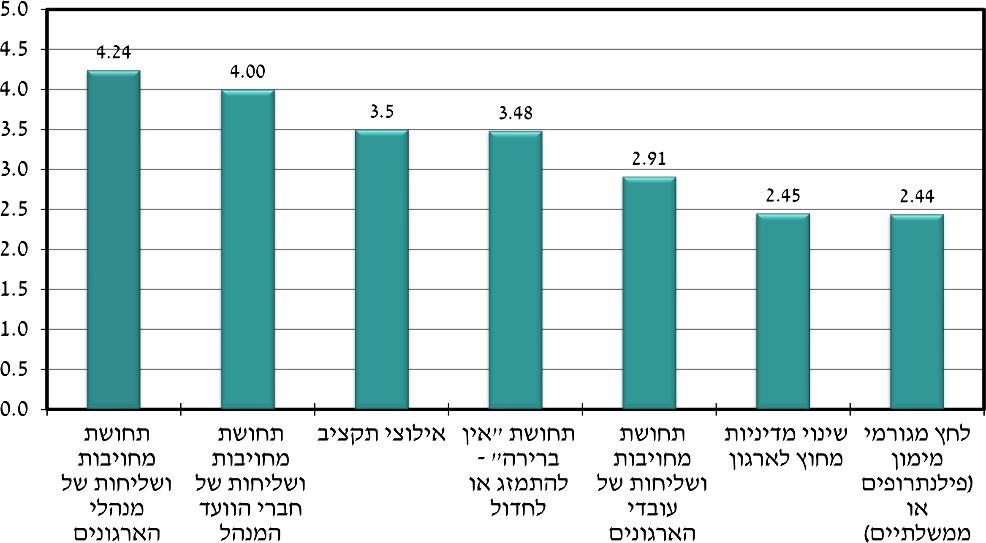 5.0
4.5
4.0
3.5
3.0
2.5
2.0
1.5
1.0
0.5
0.0
4.24
4.00
3.5
3.48
2.91
2.45
2.44
תחושת
מחויבות
ושליחות של
מנהלי
הארגונים
תחושת
מחויבות
ושליחות של
חברי הוועד
המנהל
אילוצי תקציב
תחושת "אין
ברירה" -
להתמזג או
לחדול
תחושת
מחויבות
ושליחות של
עובדי
הארגונים
שינוי מדיניות
מחוץ לארגון
לחץ מגורמי
מימון
(פילנתרופים
או
ממשלתיים)